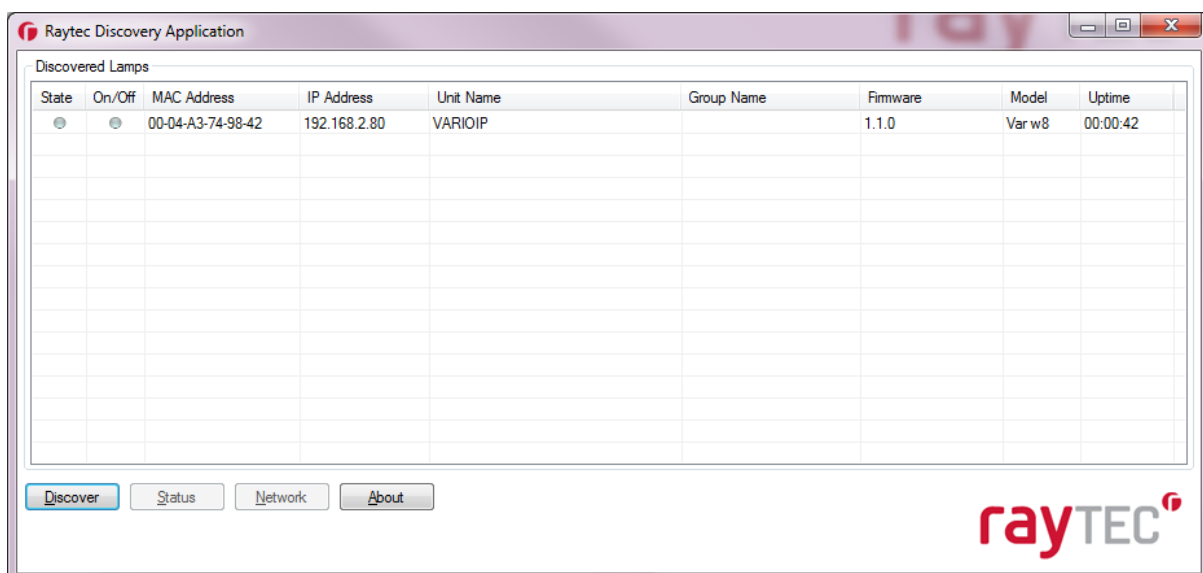 Raytec Discovery Application
ray
Discovered Lamps
State On/Off MAC Address IP Address Unit Name Group Name Firmware Model Uptime
00-04-A3-74-98-42 192.168.2.80 VARIOIP 1.1.0 Var w8 00:00:42
Discover Status Network About
rayTEC